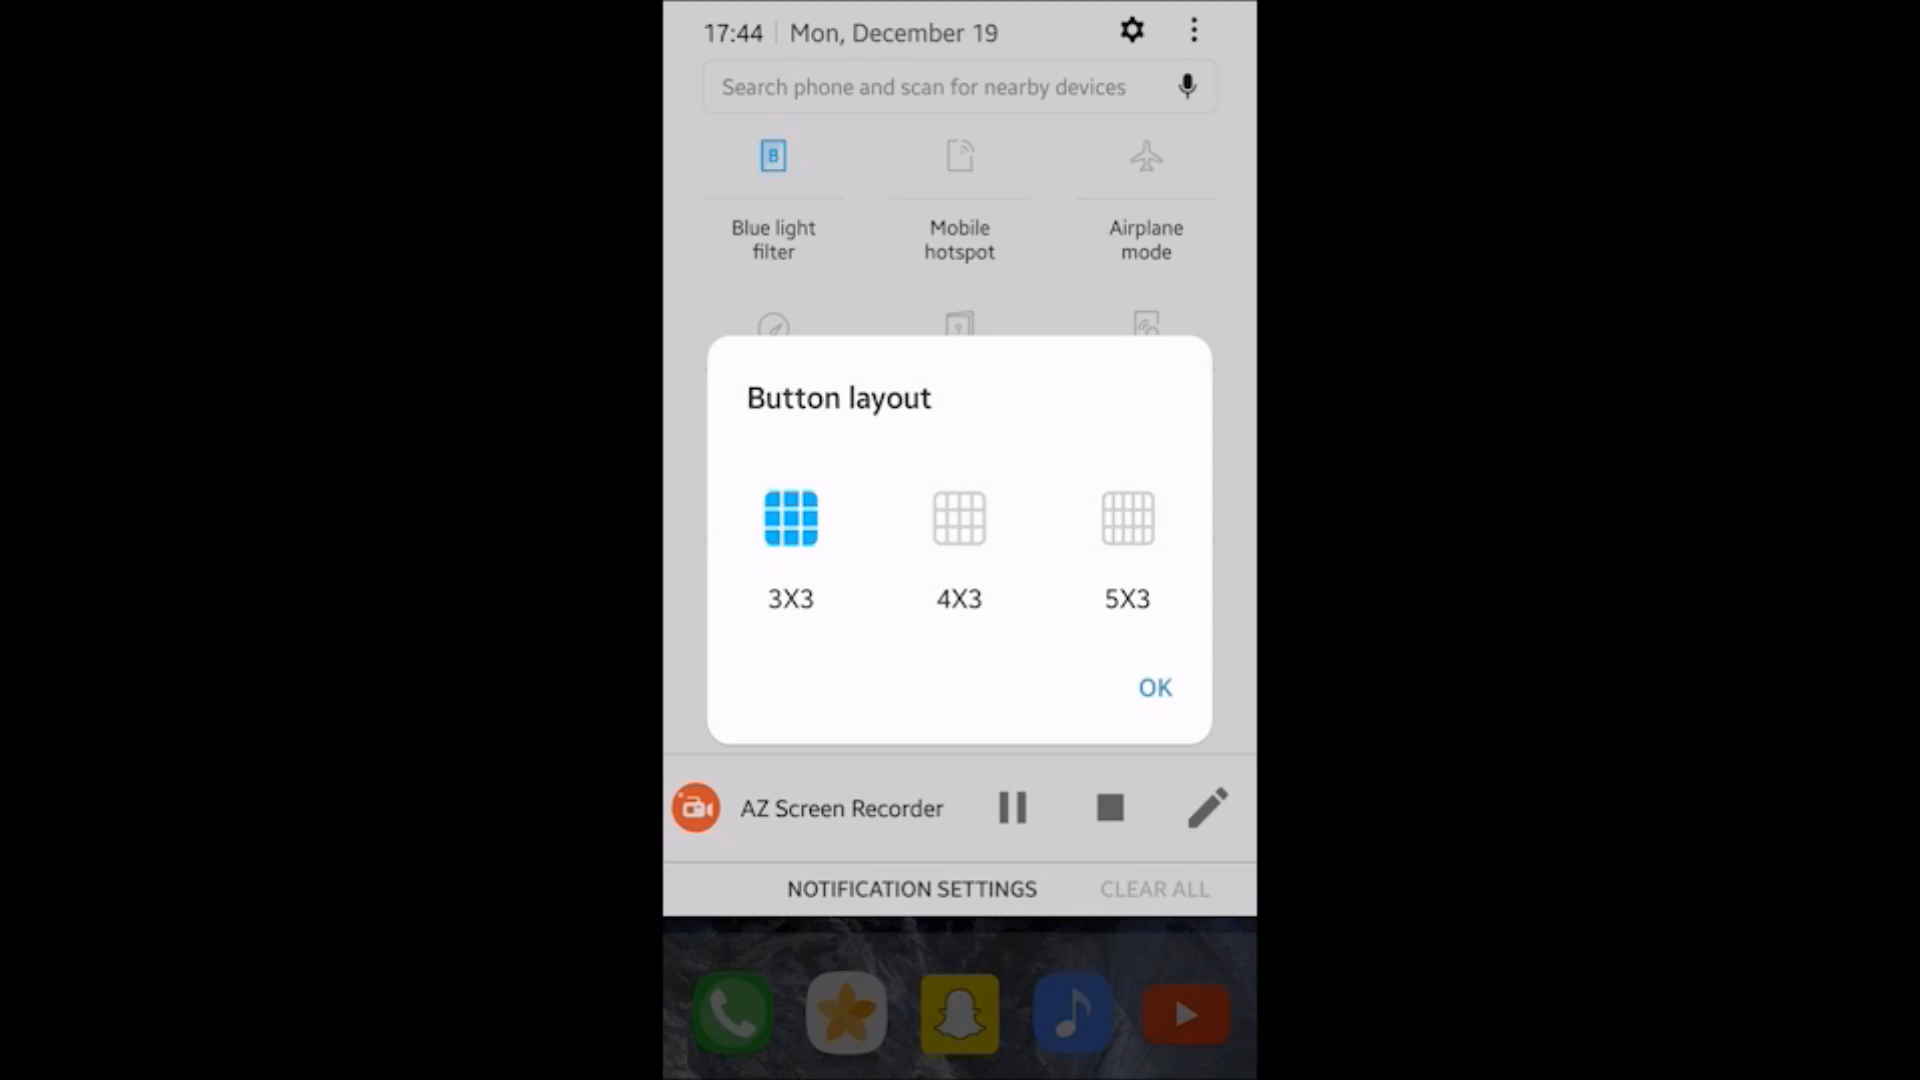 17:44 | Mon, December 19
Search phone and scan for nearby devices
B
Blue light
filter
Mobile
hotspot
Airplane
mode
Button layout
3X3
4X3
5X3
OK
AZ Screen Recorder
NOTIFICATION SETTINGS
CLEAR ALL